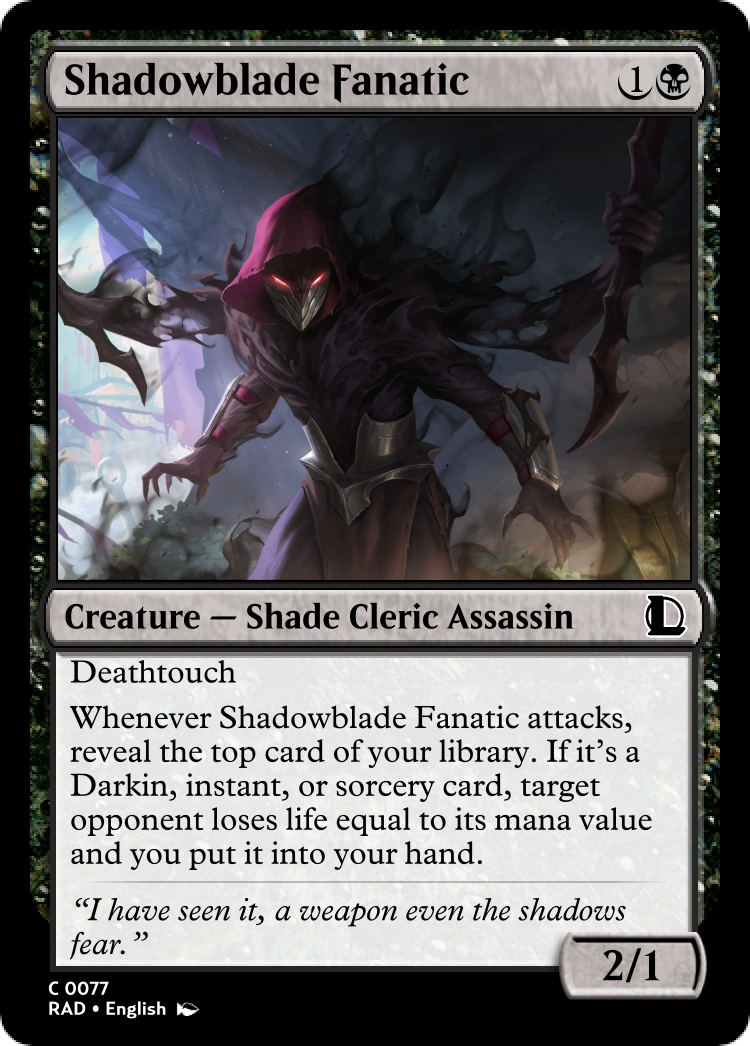 Shadowblade Fanatic 1
Creature — Shade Cleric Assassin
Deathtouch
Whenever Shadowblade Fanatic attacks,
reveal the top card of your library. If it's a
Darkin, instant, or sorcery card, target
opponent loses life equal to its mana value
and you put it into your hand.
“I have seen it, a weapon even the shadows
fear.”
2/1
C 0077
RAD • English